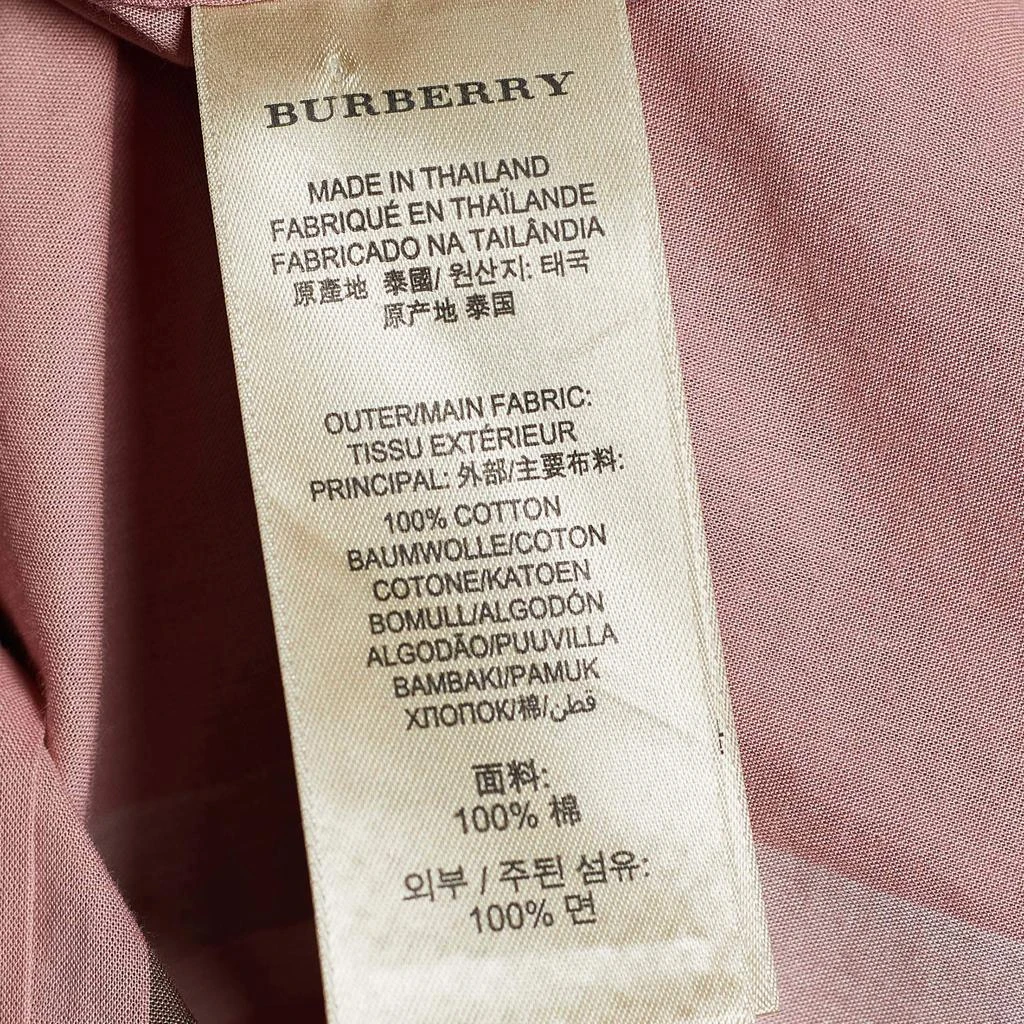 BURBERRY
MADE IN THAILAND
FABRIQUÉ EN THAÏLANDE
FABRICADO NA TAILÂNDIA
原產地 泰國/ 원산지: 태국
原产地 泰国
OUTER/MAIN FABRIC:
TISSU EXTÉRIEUR
PRINCIPAL: 外部/主要布料:
100% COTTON
BAUMWOLLE/COTON
COTONE/KATOEN
BOMULL/ALGODÓN
ALGODÃO/PUUVILLA
BAMBAKI/PAMUK
ХЛОПОК/棉/قطن
面料:
100% 棉
외부 / 주된 섬유:
100% 면